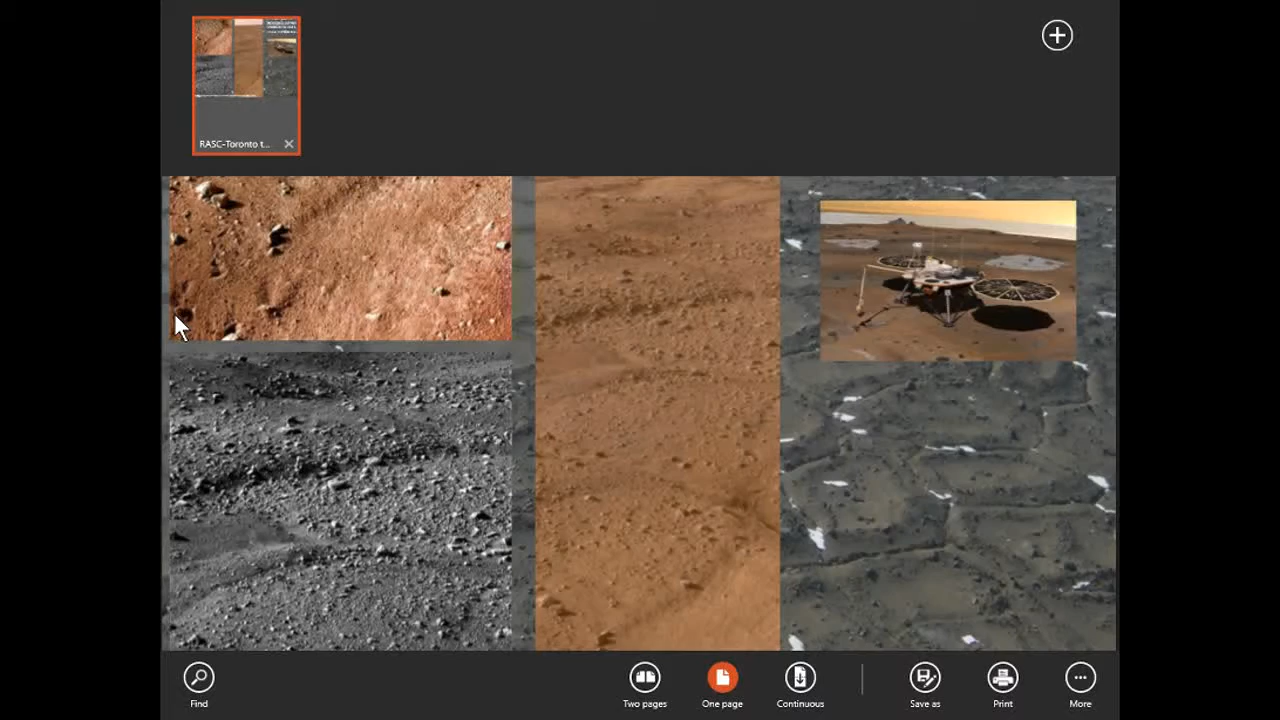 RASC-Toronto t...
Find
Two pages
One page
Continuous
Save as
Print
More